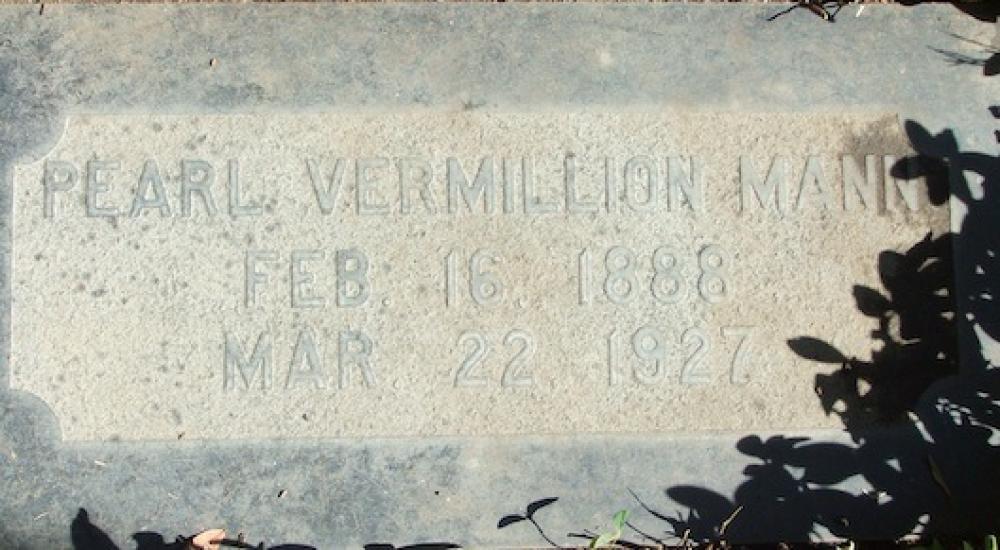 PEARL VERMILLION MANN
FEB. 16, 1888
MAR 22, 1927